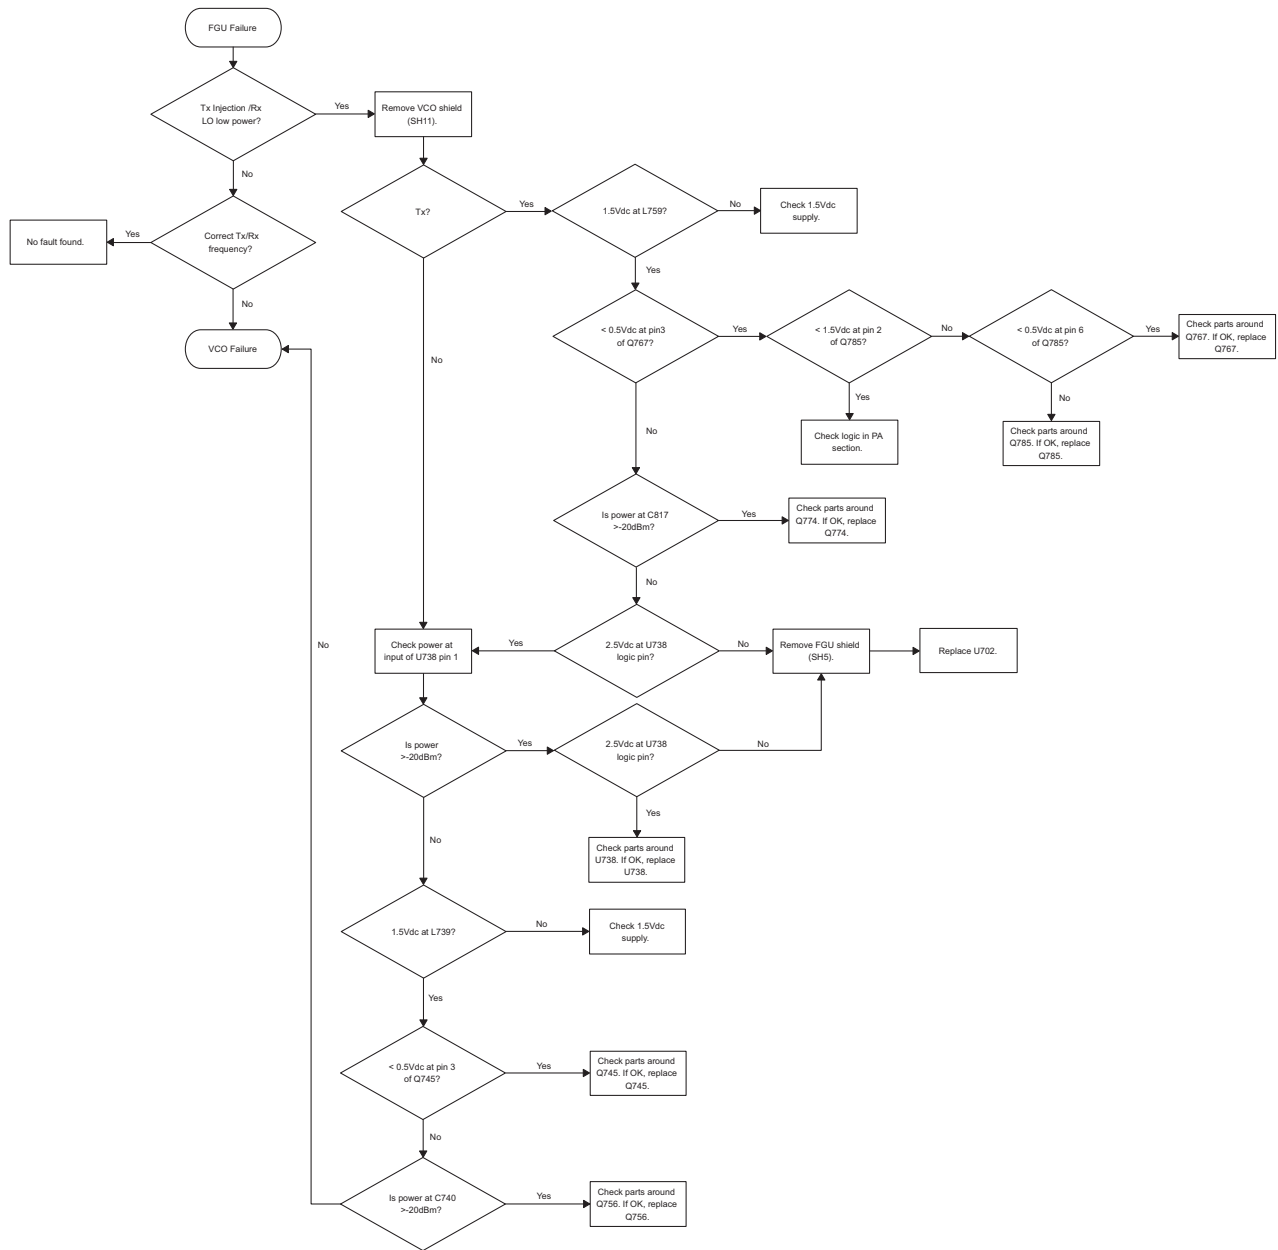 FGU Failure
Tx Injection /Rx
LO low power?
Yes
Remove VCO shield
(SH11).
No
Tx?
Yes
1.5Vdc at L759?
No
Check 1.5Vdc
supply.
No fault found.
Yes
Correct Tx/Rx
frequency?
Yes
No
VCO Failure
< 0.5Vdc at pin3
of Q767?
Yes
< 1.5Vdc at pin 2
of Q785?
No
< 0.5Vdc at pin 6
of Q785?
Yes
Check parts around
Q767. If OK, replace
Q767.
No
Yes
No
No
Check logic in PA
section.
Check parts around
Q785. If OK, replace
Q785.
Is power at C817
>-20dBm?
Yes
Check parts around
Q774. If OK, replace
Q774.
No
No
Check power at
input of U738 pin 1
Yes
2.5Vdc at U738
logic pin?
No
Remove FGU shield
(SH5).
Replace U702.
Is power
>-20dBm?
Yes
2.5Vdc at U738
logic pin?
No
Yes
No
Check parts around
U738. If OK, replace
U738.
1.5Vdc at L739?
No
Check 1.5Vdc
supply.
Yes
< 0.5Vdc at pin 3
of Q745?
Yes
Check parts around
Q745. If OK, replace
Q745.
No
Is power at C740
>-20dBm?
Yes
Check parts around
Q756. If OK, replace
Q756.